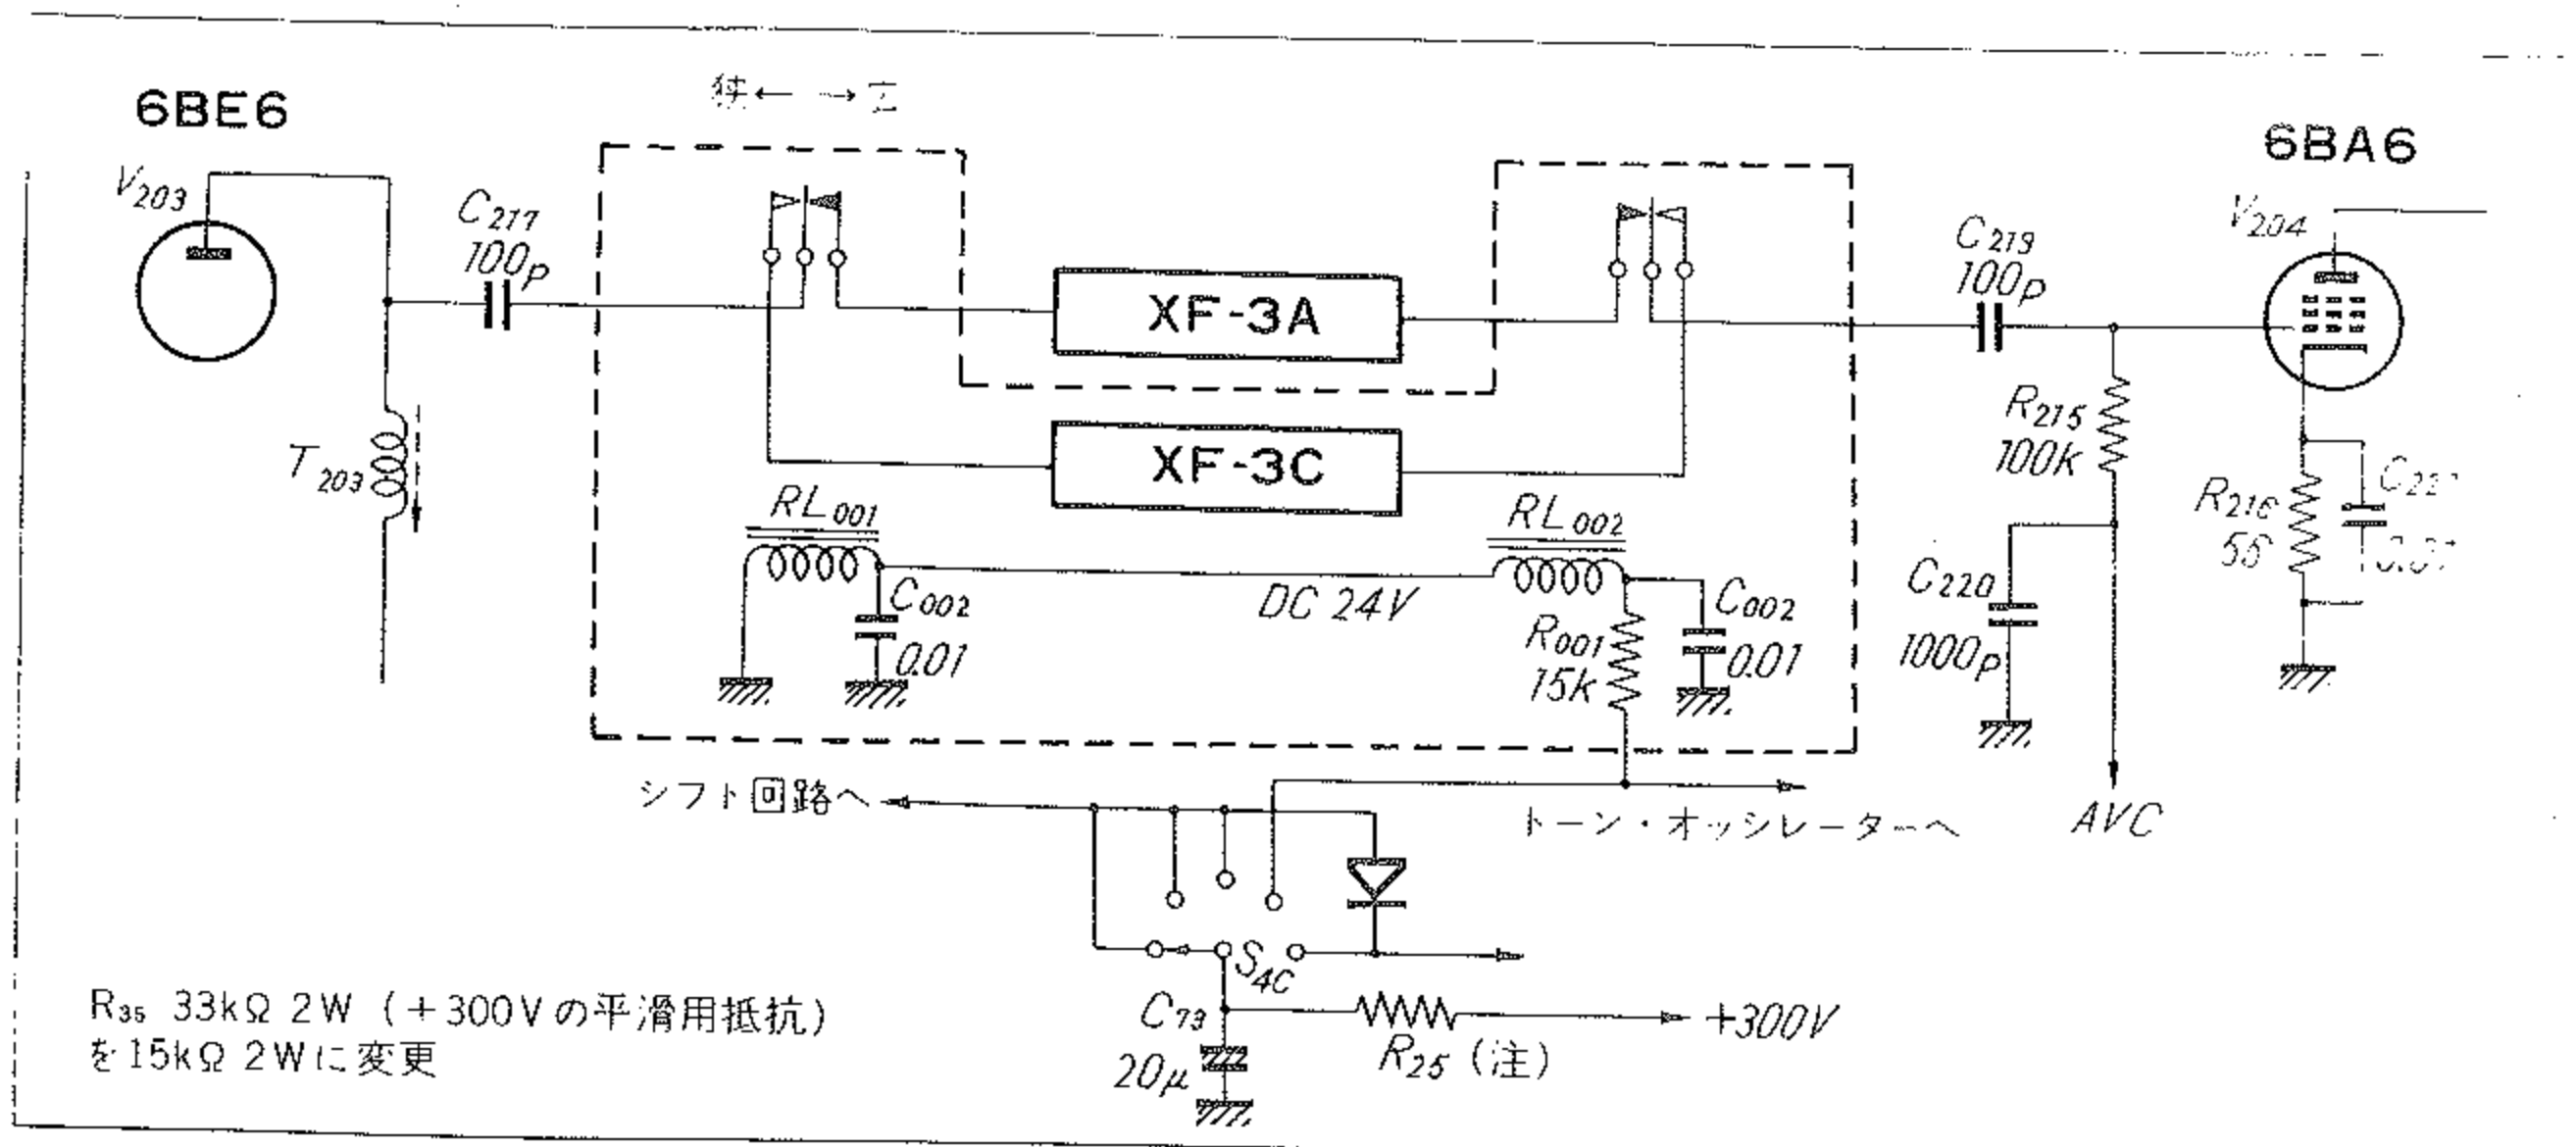 6BE6
V203
C217
100p
狭← →広
6BA6
V204
C219
100p
XF-3A
XF-3C
T203
RL001
RL002
C002
0.01
DC 24V
R001
15k
C002
0.01
R215
100k
C220
1000p
R216
AVC
シフト回路へ
トーン・オッシレーターへ
S4C
C73
20μ
R25 (注)
+300V
R35 33kΩ 2W (+300Vの平滑用抵抗)
を15kΩ 2Wに変更